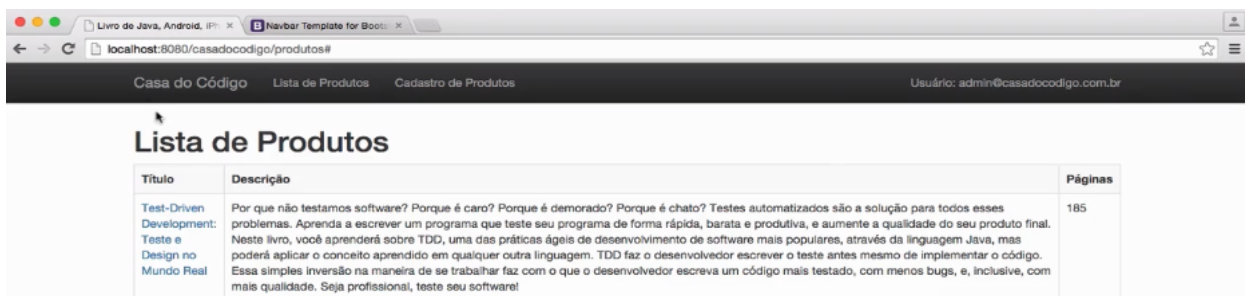 Livro de Java, Android, iPh
Navbar Template for Boots
localhost:8080/casadocodigo/produtos#
Casa do Código Lista de Produtos Cadastro de Produtos Usuário: admin@casadocodigo.com.br
Lista de Produtos
Título Descrição Páginas
Test-Driven
Development:
Teste e
Design no
Mundo Real
Por que não testamos software? Porque é caro? Porque é demorado? Porque é chato? Testes automatizados são a solução para todos esses
problemas. Aprenda a escrever um programa que teste seu programa de forma rápida, barata e produtiva, e aumente a qualidade do seu produto final.
Neste livro, você aprenderá sobre TDD, uma das práticas ágeis de desenvolvimento de software mais populares, através da linguagem Java, mas
poderá aplicar o conceito aprendido em qualquer outra linguagem. TDD faz o desenvolvedor escrever o teste antes mesmo de implementar o código.
Essa simples inversão na maneira de se trabalhar faz com o que o desenvolvedor escreva um código mais testado, com menos bugs, e, inclusive, com
mais qualidade. Seja profissional, teste seu software!
185